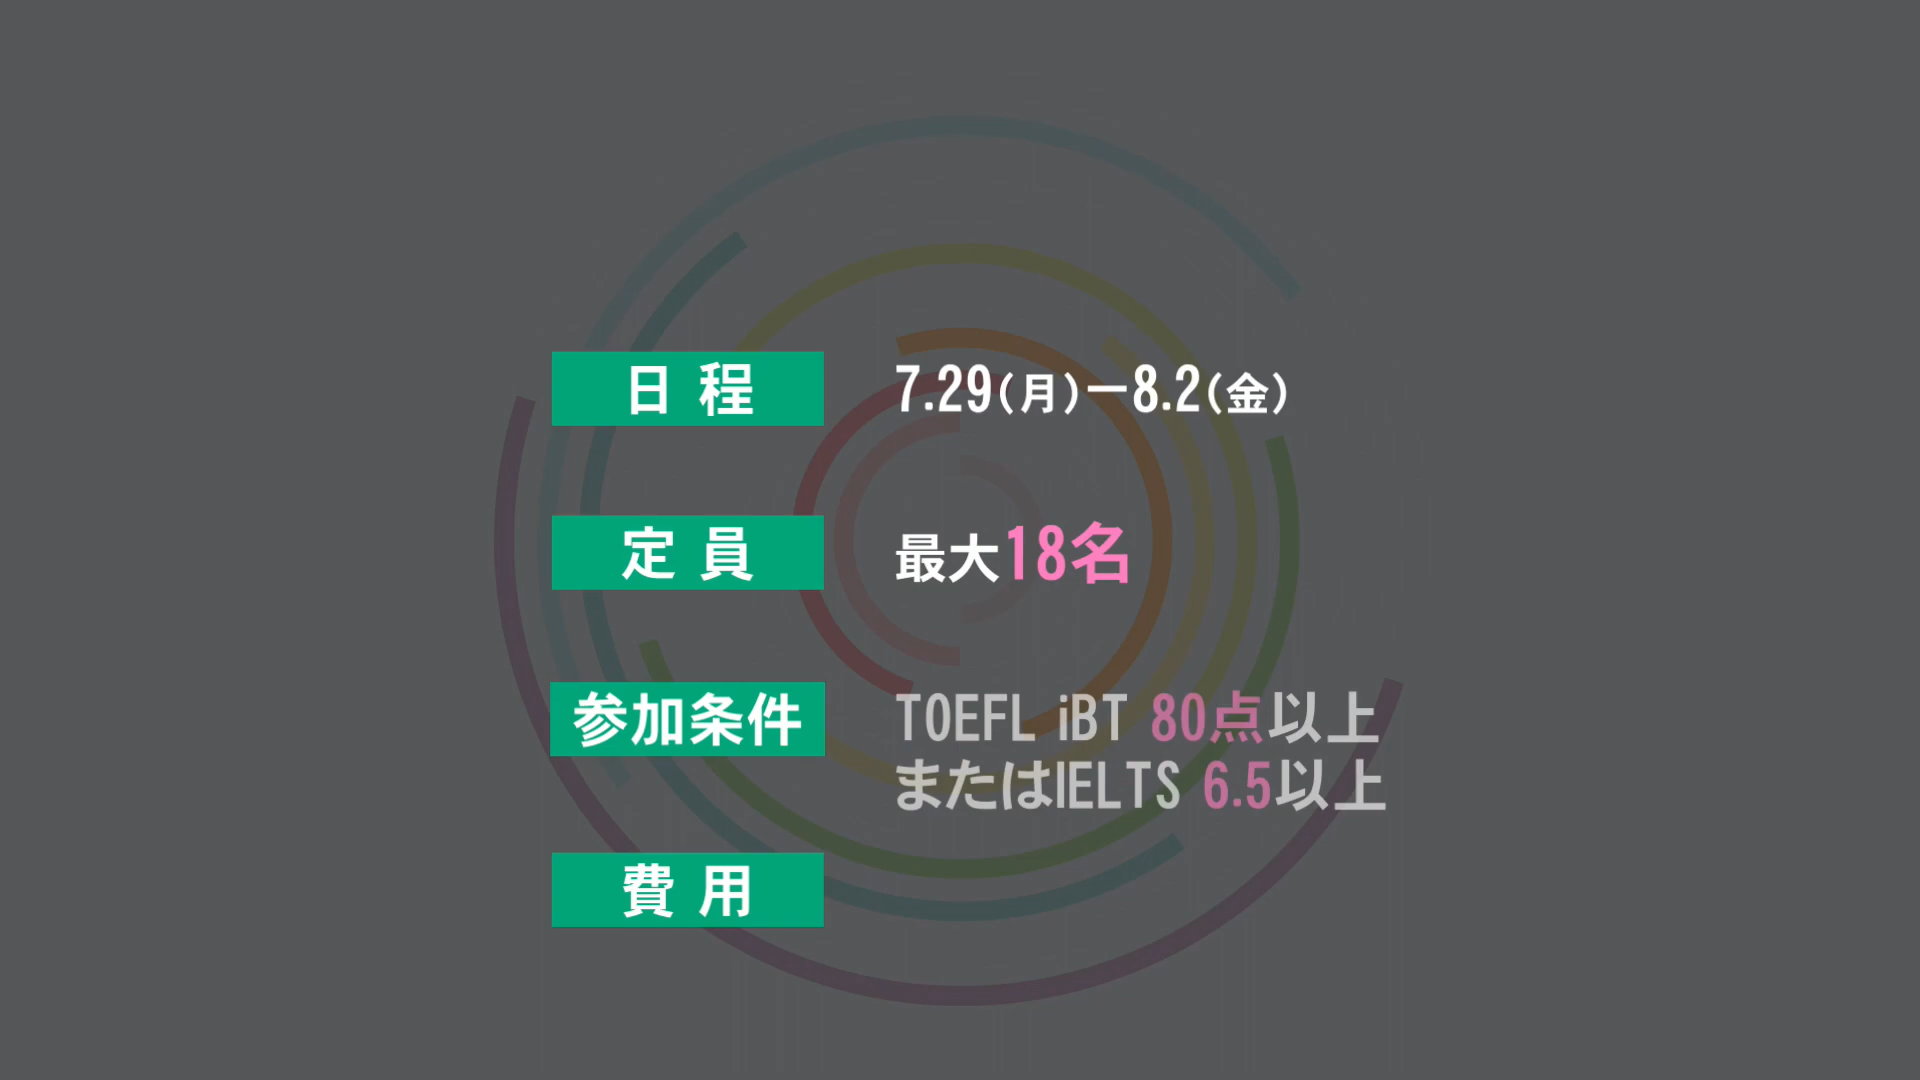 日程
7.29(月)ー8.2(金)
定員
最大18名
参加条件
TOEFL iBT 80点以上
またはIELTS 6.5以上
費用